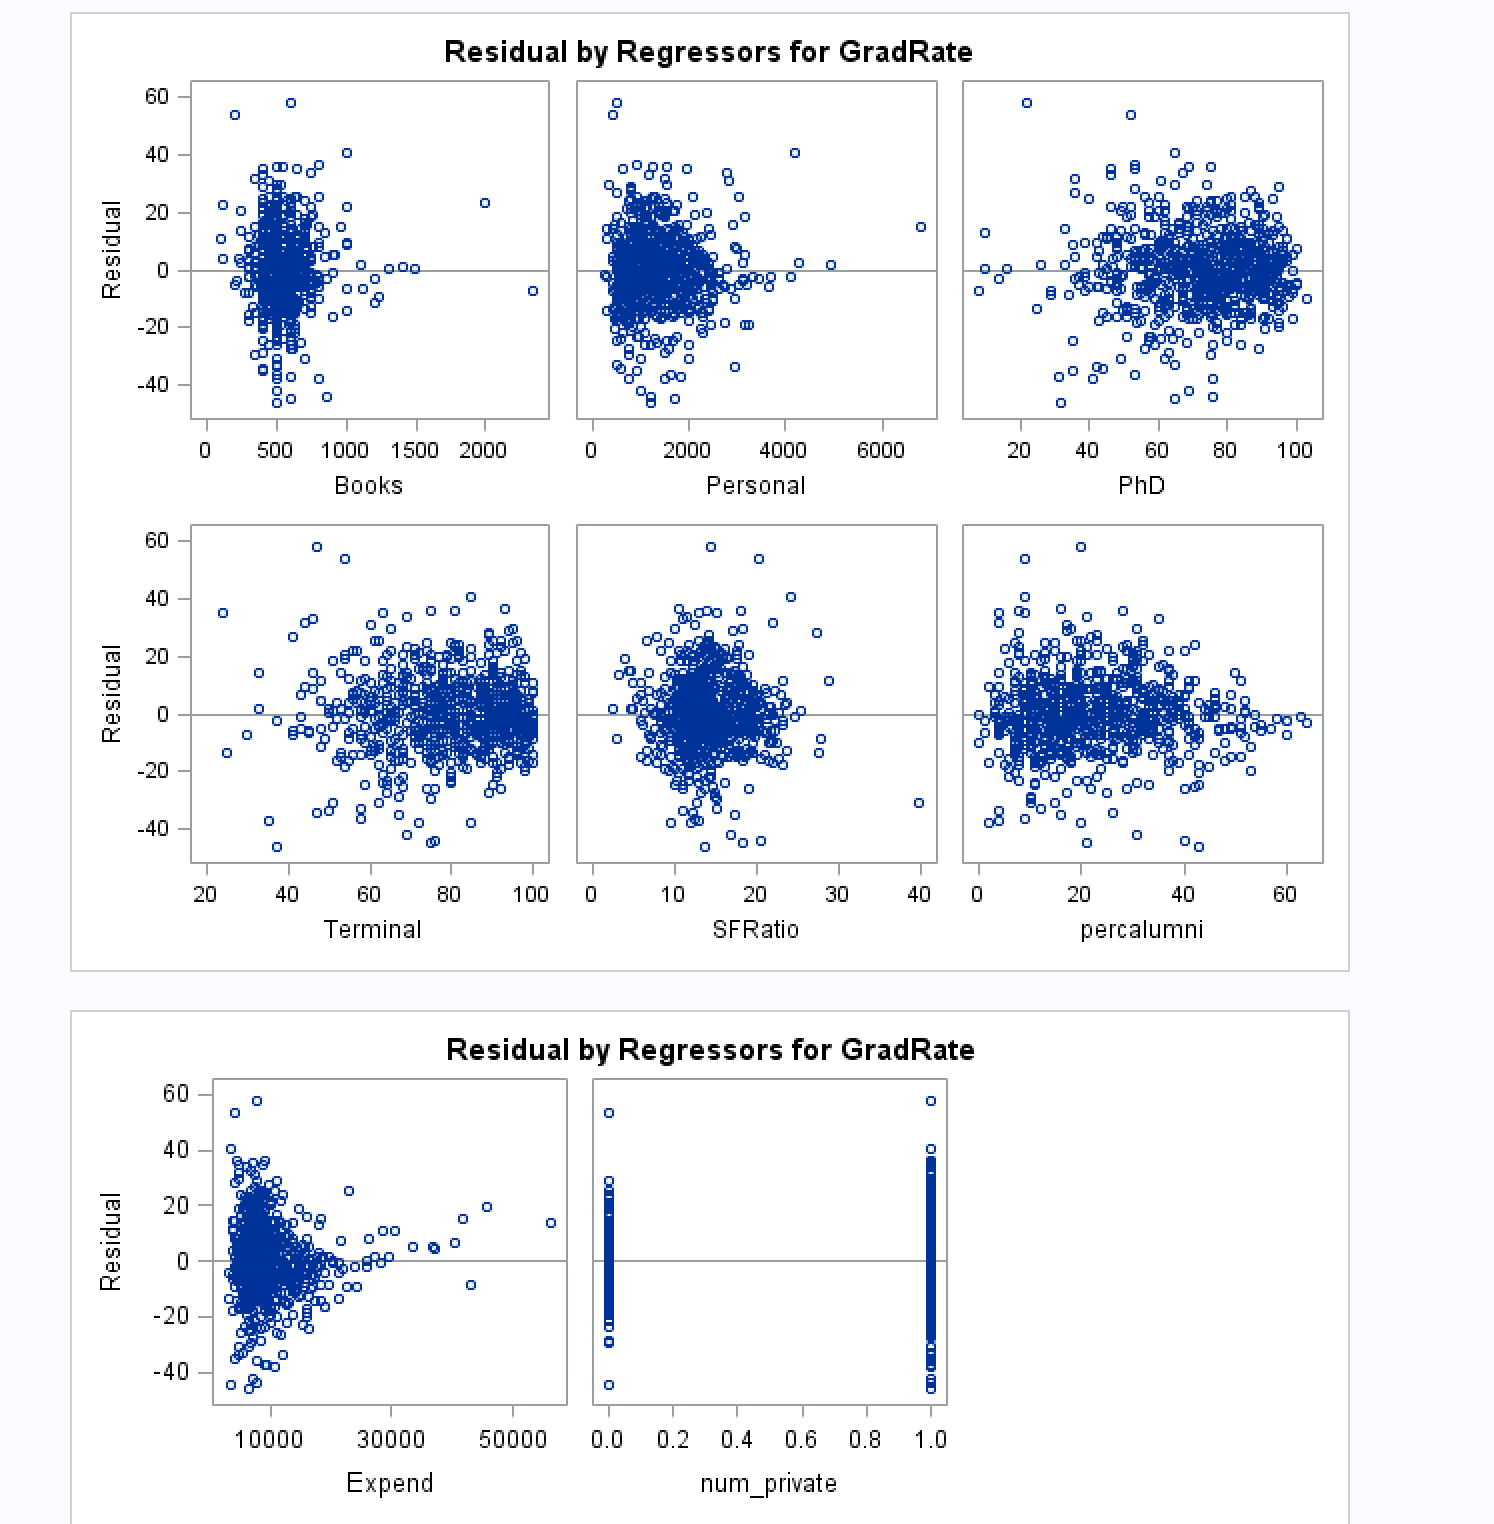 Residual by Regressors for GradRate
Residual
60
40
20
0
-20
-40
0 500 1000 1500 2000
Books
0 2000 4000 6000
Personal
20 40 60 80 100
PhD
Residual
60
40
20
0
-20
-40
20 40 60 80 100
Terminal
0 10 20 30 40
SFRatio
0 20 40 60
percalumni
Residual by Regressors for GradRate
Residual
60
40
20
0
-20
-40
10000 30000 50000
Expend
0.0 0.2 0.4 0.6 0.8 1.0
num_private